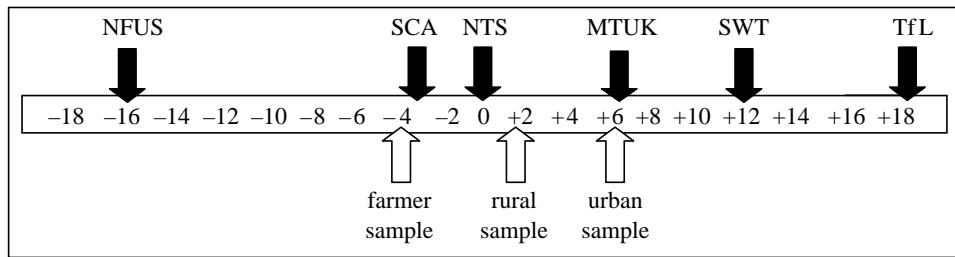 NFUS SCA NTS MTUK SWT TfL
–18 –16 –14 –12 –10 –8 –6 –4 –2 0 +2 +4 +6 +8 +10 +12 +14 +16 +18
farmer rural urban
sample sample sample